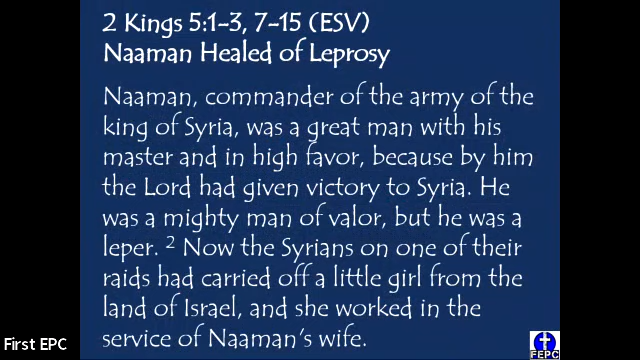 2 Kings 5:1-3, 7-15 (ESV)
Naaman Healed of Leprosy
Naaman, commander of the army of the
king of Syria, was a great man with his
master and in high favor, because by him
the Lord had given victory to Syria. He
was a mighty man of valor, but he was a
leper. ² Now the Syrians on one of their
raids had carried off a little girl from the
land of Israel, and she worked in the
service of Naaman's wife.
First EPC
FEPC